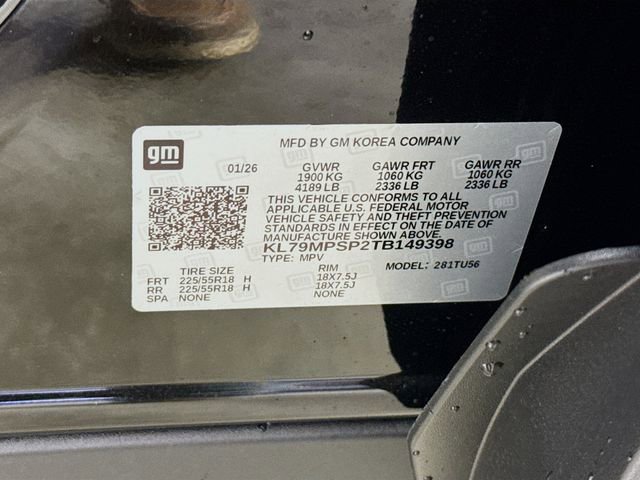 gm
MFD BY GM KOREA COMPANY
01/26 GVWR GAWR FRT GAWR RR
1900 KG 1060 KG 1060 KG
4189 LB 2336 LB 2336 LB
THIS VEHICLE CONFORMS TO ALL
APPLICABLE U.S. FEDERAL MOTOR
VEHICLE SAFETY AND THEFT PREVENTION
STANDARDS IN EFFECT ON THE DATE OF
MANUFACTURE SHOWN ABOVE.
KL79MPSP2TB149398
TYPE: MPV MODEL: 281TU56
TIRE SIZE RIM
FRT 225/55R18 H 18X7.5J
RR 225/55R18 H 18X7.5J
SPA NONE NONE